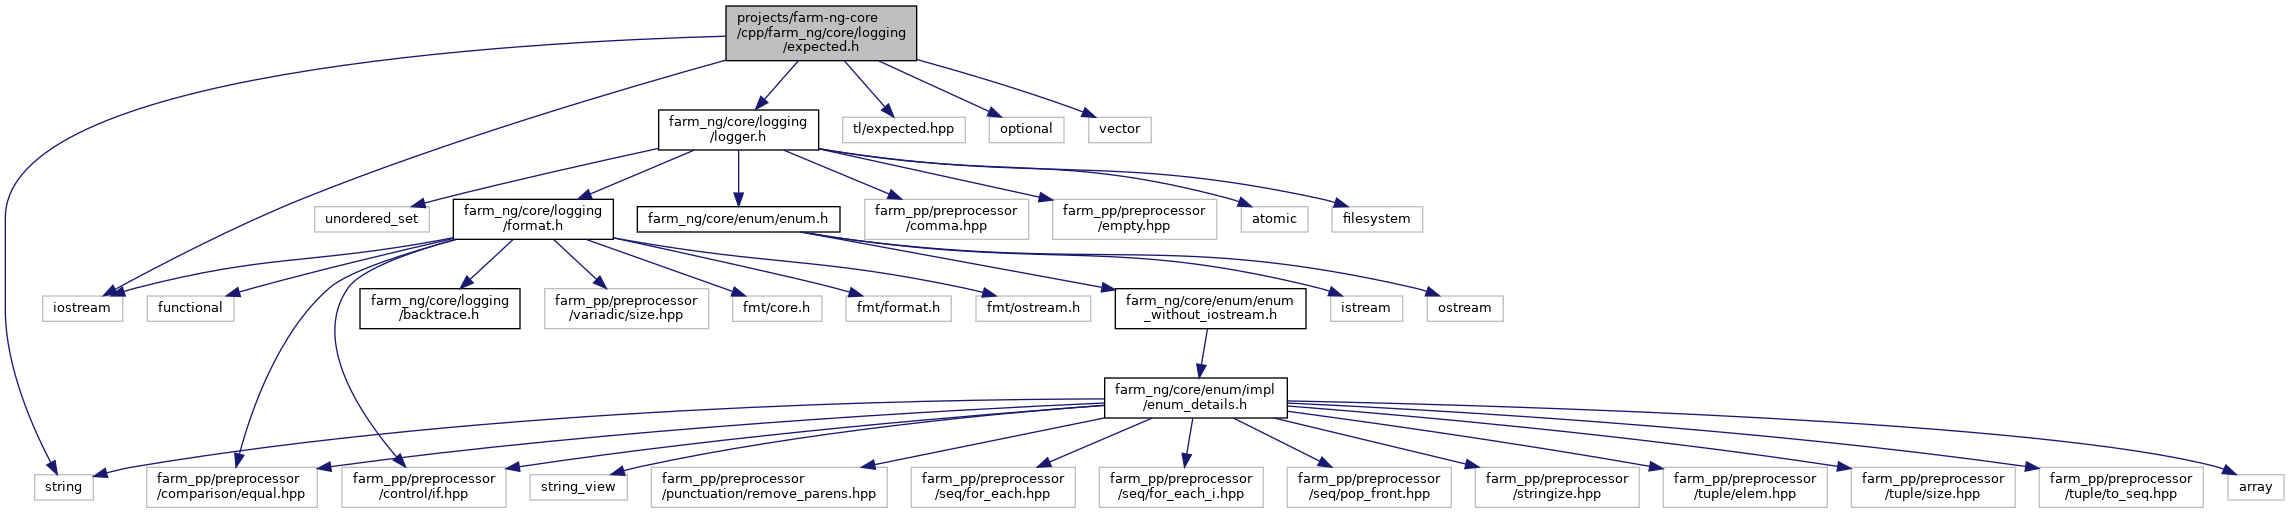 projects/farm-ng-core
/cpp/farm_ng/core/logging
/expected.h
farm_ng/core/logging
/logger.h
tl/expected.hpp
optional
vector
unordered_set
farm_ng/core/logging
/format.h
farm_ng/core/enum/enum.h
farm_pp/preprocessor
/comma.hpp
farm_pp/preprocessor
/empty.hpp
atomic
filesystem
iostream
functional
farm_ng/core/logging
/backtrace.h
farm_pp/preprocessor
/variadic/size.hpp
fmt/core.h
fmt/format.h
fmt/ostream.h
farm_ng/core/enum/enum
_without_iostream.h
istream
ostream
farm_ng/core/enum/impl
/enum_details.h
string
farm_pp/preprocessor
/comparison/equal.hpp
farm_pp/preprocessor
/control/if.hpp
string_view
farm_pp/preprocessor
/punctuation/remove_parens.hpp
farm_pp/preprocessor
/seq/for_each.hpp
farm_pp/preprocessor
/seq/for_each_i.hpp
farm_pp/preprocessor
/seq/pop_front.hpp
farm_pp/preprocessor
/stringize.hpp
farm_pp/preprocessor
/tuple/elem.hpp
farm_pp/preprocessor
/tuple/size.hpp
farm_pp/preprocessor
/tuple/to_seq.hpp
array